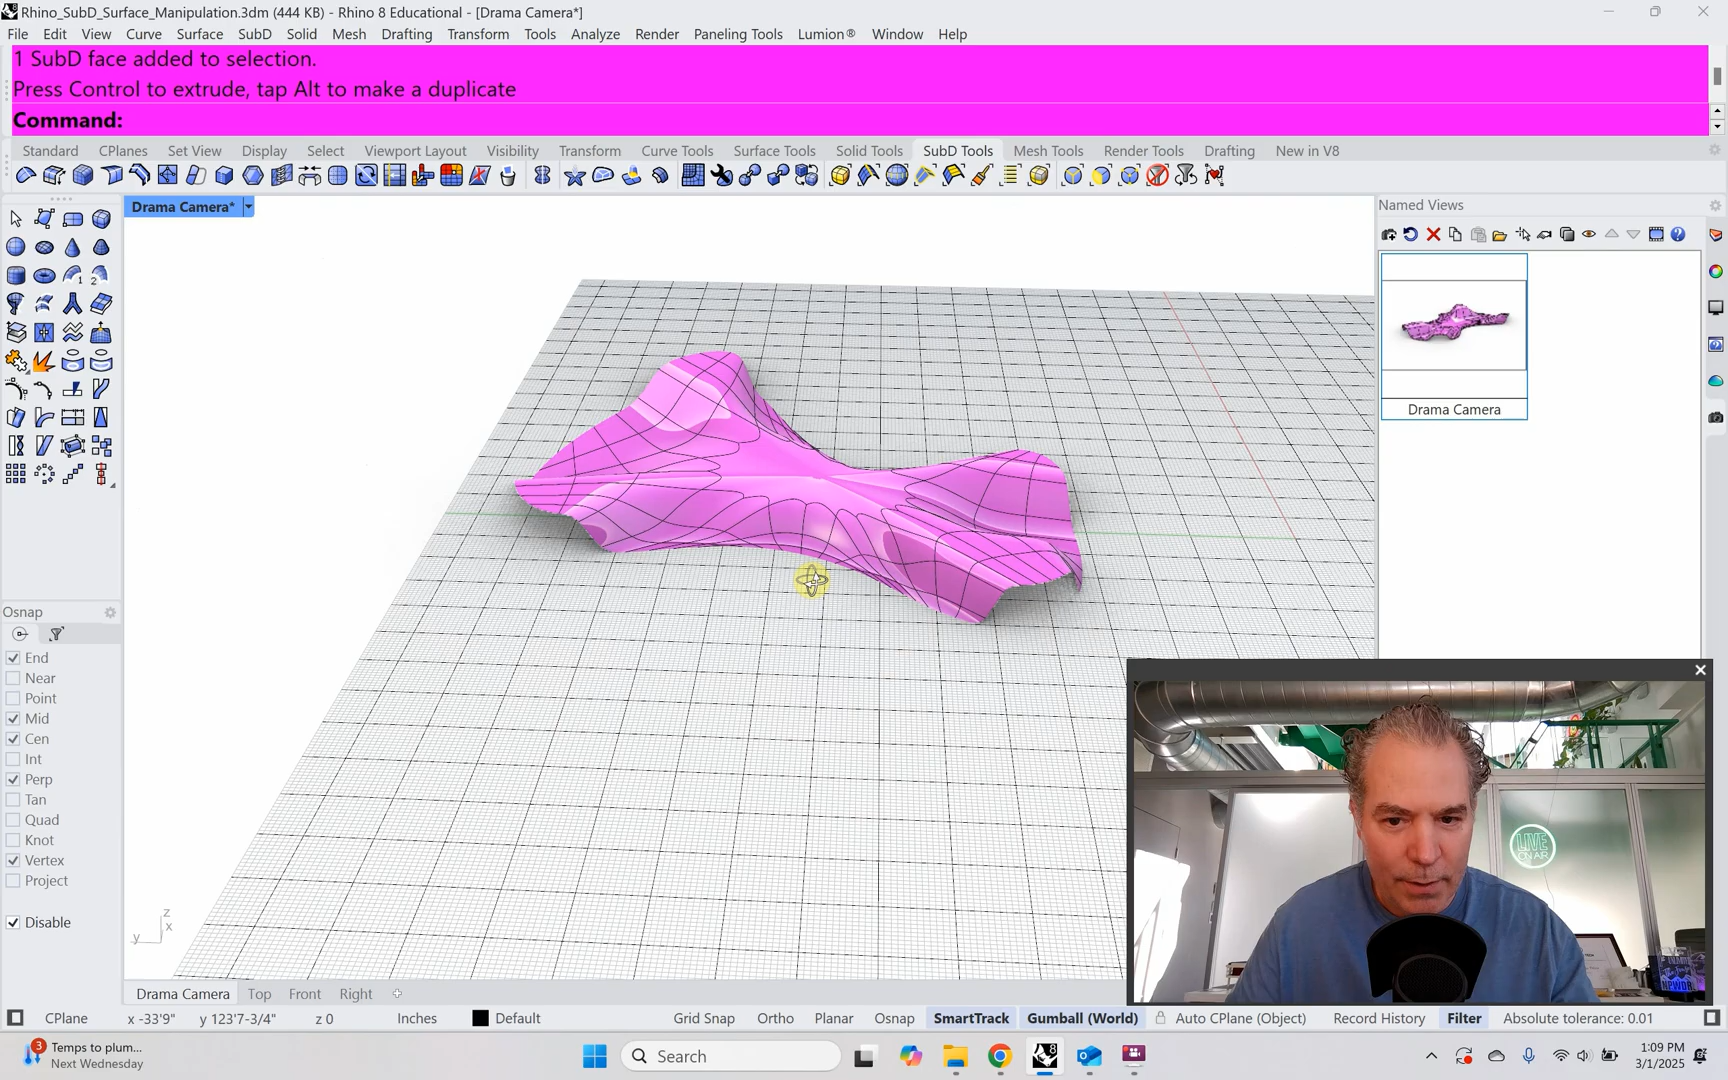 Rhino_SubD_Surface_Manipulation.3dm (444 KB) - Rhino 8 Educational - [Drama Camera*]
File Edit View Curve Surface SubD Solid Mesh Drafting Transform Tools Analyze Render Paneling Tools Lumion® Window Help
1 SubD face added to selection.
Press Control to extrude, tap Alt to make a duplicate
Command:
Standard CPlanes Set View Display Select Viewport Layout Visibility Transform Curve Tools Surface Tools Solid Tools SubD Tools Mesh Tools Render Tools Drafting New in V8
Drama Camera*
Named Views
Drama Camera
Osnap
End
Near
Point
Mid
Cen
Int
Perp
Tan
Quad
Knot
Vertex
Project
Disable
z
x
y
LIVE
ON AIR
Drama Camera Top Front Right
CPlane x -33'9" y 123'7-3/4" z 0 Inches Default Grid Snap Ortho Planar Osnap SmartTrack Gumball (World) Auto CPlane (Object) Record History Filter Absolute tolerance: 0.01
3 Temps to plum...
Next Wednesday
Search
8
1:09 PM
3/1/2025